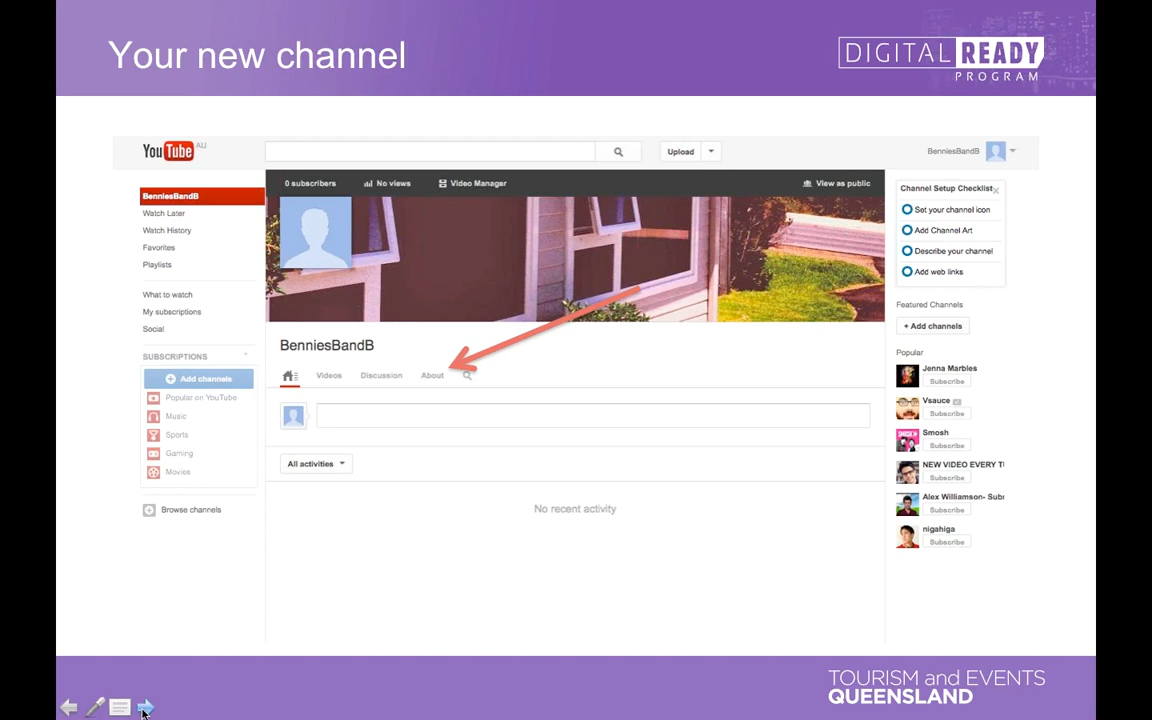 Your new channel
DIGITAL READY
PROGRAM
YouTube AU
Upload
BenniesBandB
BenniesBandB
Watch Later
Watch History
Favorites
Playlists
What to watch
My subscriptions
Social
SUBSCRIPTIONS
Add channels
Popular on YouTube
Music
Sports
Gaming
Movies
Browse channels
0 subscribers
No views
Video Manager
View as public
BenniesBandB
Videos
Discussion
About
All activities
No recent activity
Channel Setup Checklist
Set your channel icon
Add Channel Art
Describe your channel
Add web links
Featured Channels
+ Add channels
Popular
Jenna Marbles
Subscribe
Vsauce
Subscribe
Smosh
Subscribe
NEW VIDEO EVERY
Subscribe
Alex Williamson- Subs
Subscribe
nigahiga
Subscribe
TOURISM and EVENTS
QUEENSLAND